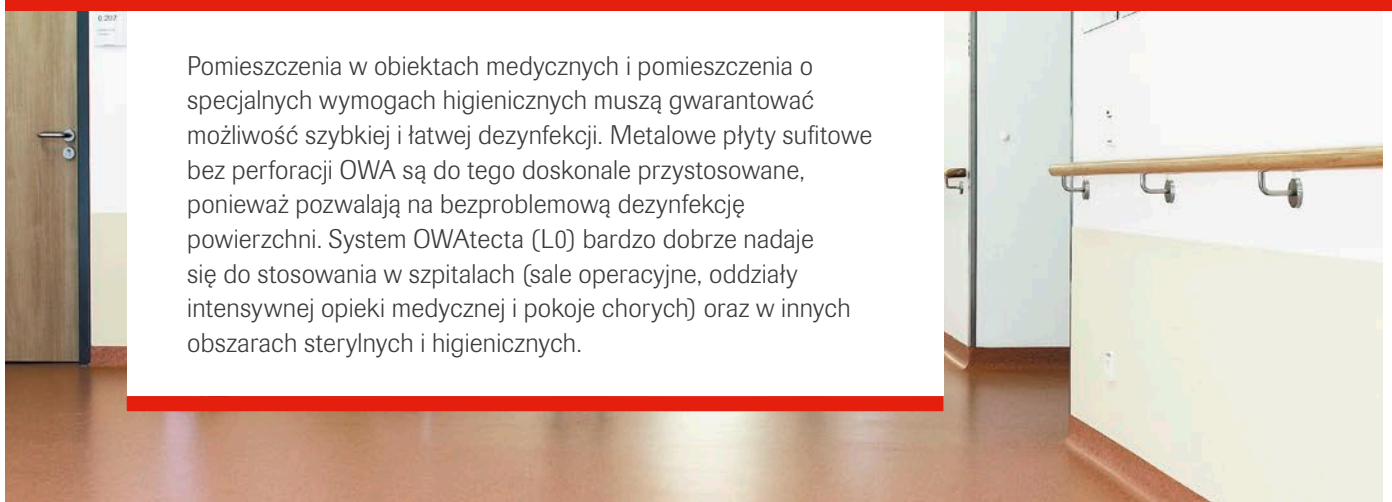 0.207
Pomieszczenia w obiektach medycznych i pomieszczenia o
specjalnych wymogach higienicznych muszą gwarantować
możliwość szybkiej i łatwej dezynfekcji. Metalowe płyty sufitowe
bez perforacji OWA są do tego doskonale przystosowane,
ponieważ pozwalają na bezproblemową dezynfekcję
powierzchni. System OWAtecta (L0) bardzo dobrze nadaje
się do stosowania w szpitalach (sale operacyjne, oddziały
intensywnej opieki medycznej i pokoje chorych) oraz w innych
obszarach sterylnych i higienicznych.